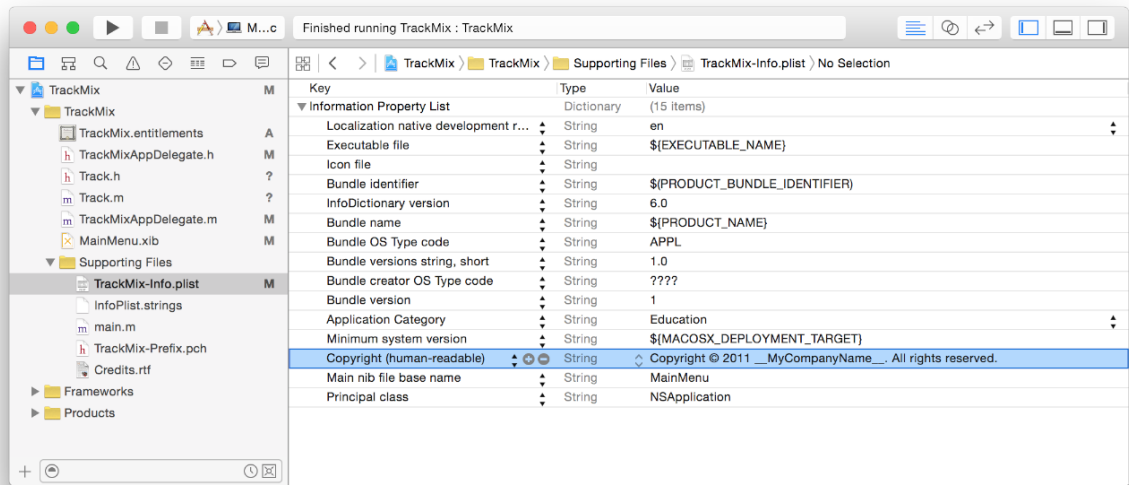 M...c
Finished running TrackMix : TrackMix
TrackMix TrackMix Supporting Files TrackMix-Info.plist No Selection
TrackMix M
TrackMix
TrackMix.entitlements A
TrackMixAppDelegate.h M
Track.h ?
Track.m ?
TrackMixAppDelegate.m M
MainMenu.xib M
Supporting Files
TrackMix-Info.plist M
InfoPlist.strings
main.m
TrackMix-Prefix.pch
Credits.rtf
Frameworks
Products
Key Type Value
Information Property List Dictionary (15 items)
Localization native development r... String en
Executable file String ${EXECUTABLE_NAME}
Icon file String
Bundle identifier String $(PRODUCT_BUNDLE_IDENTIFIER)
InfoDictionary version String 6.0
Bundle name String ${PRODUCT_NAME}
Bundle OS Type code String APPL
Bundle versions string, short String 1.0
Bundle creator OS Type code String ????
Bundle version String 1
Application Category String Education
Minimum system version String ${MACOSX_DEPLOYMENT_TARGET}
Copyright (human-readable) String Copyright © 2011 __MyCompanyName__. All rights reserved.
Main nib file base name String MainMenu
Principal class String NSApplication